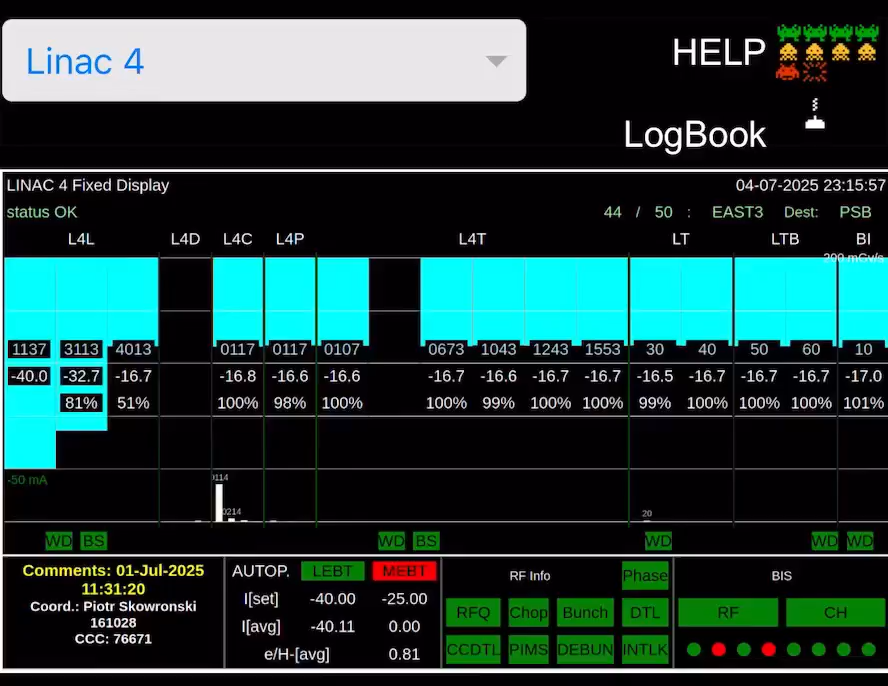 Linac 4
HELP
LogBook
LINAC 4 Fixed Display 04-07-2025 23:15:57
status OK 44 / 50 : EAST3 Dest: PSB
L4L L4D L4C L4P L4T LT LTB BI
200 mGv/s
1137 3113 4013 0117 0117 0107 0673 1043 1243 1553 30 40 50 60 10
-40.0 -32.7 -16.7 -16.8 -16.6 -16.6 -16.7 -16.6 -16.7 -16.7 -16.5 -16.7 -16.7 -16.7 -17.0
81% 51% 100% 98% 100% 100% 99% 100% 100% 99% 100% 100% 100% 101%
-50 mA 0114
0214 20
WD BS WD BS WD WD WD
Comments: 01-Jul-2025
11:31:20
Coord.: Piotr Skowronski
161028
CCC: 76671
AUTOP. LEBT MEBT
I[set] -40.00 -25.00
I[avg] -40.11 0.00
e/H-[avg] 0.81
RF Info Phase
RFQ Chop Bunch DTL
CCDTL PIMS DEBUN INTLK
BIS
RF CH